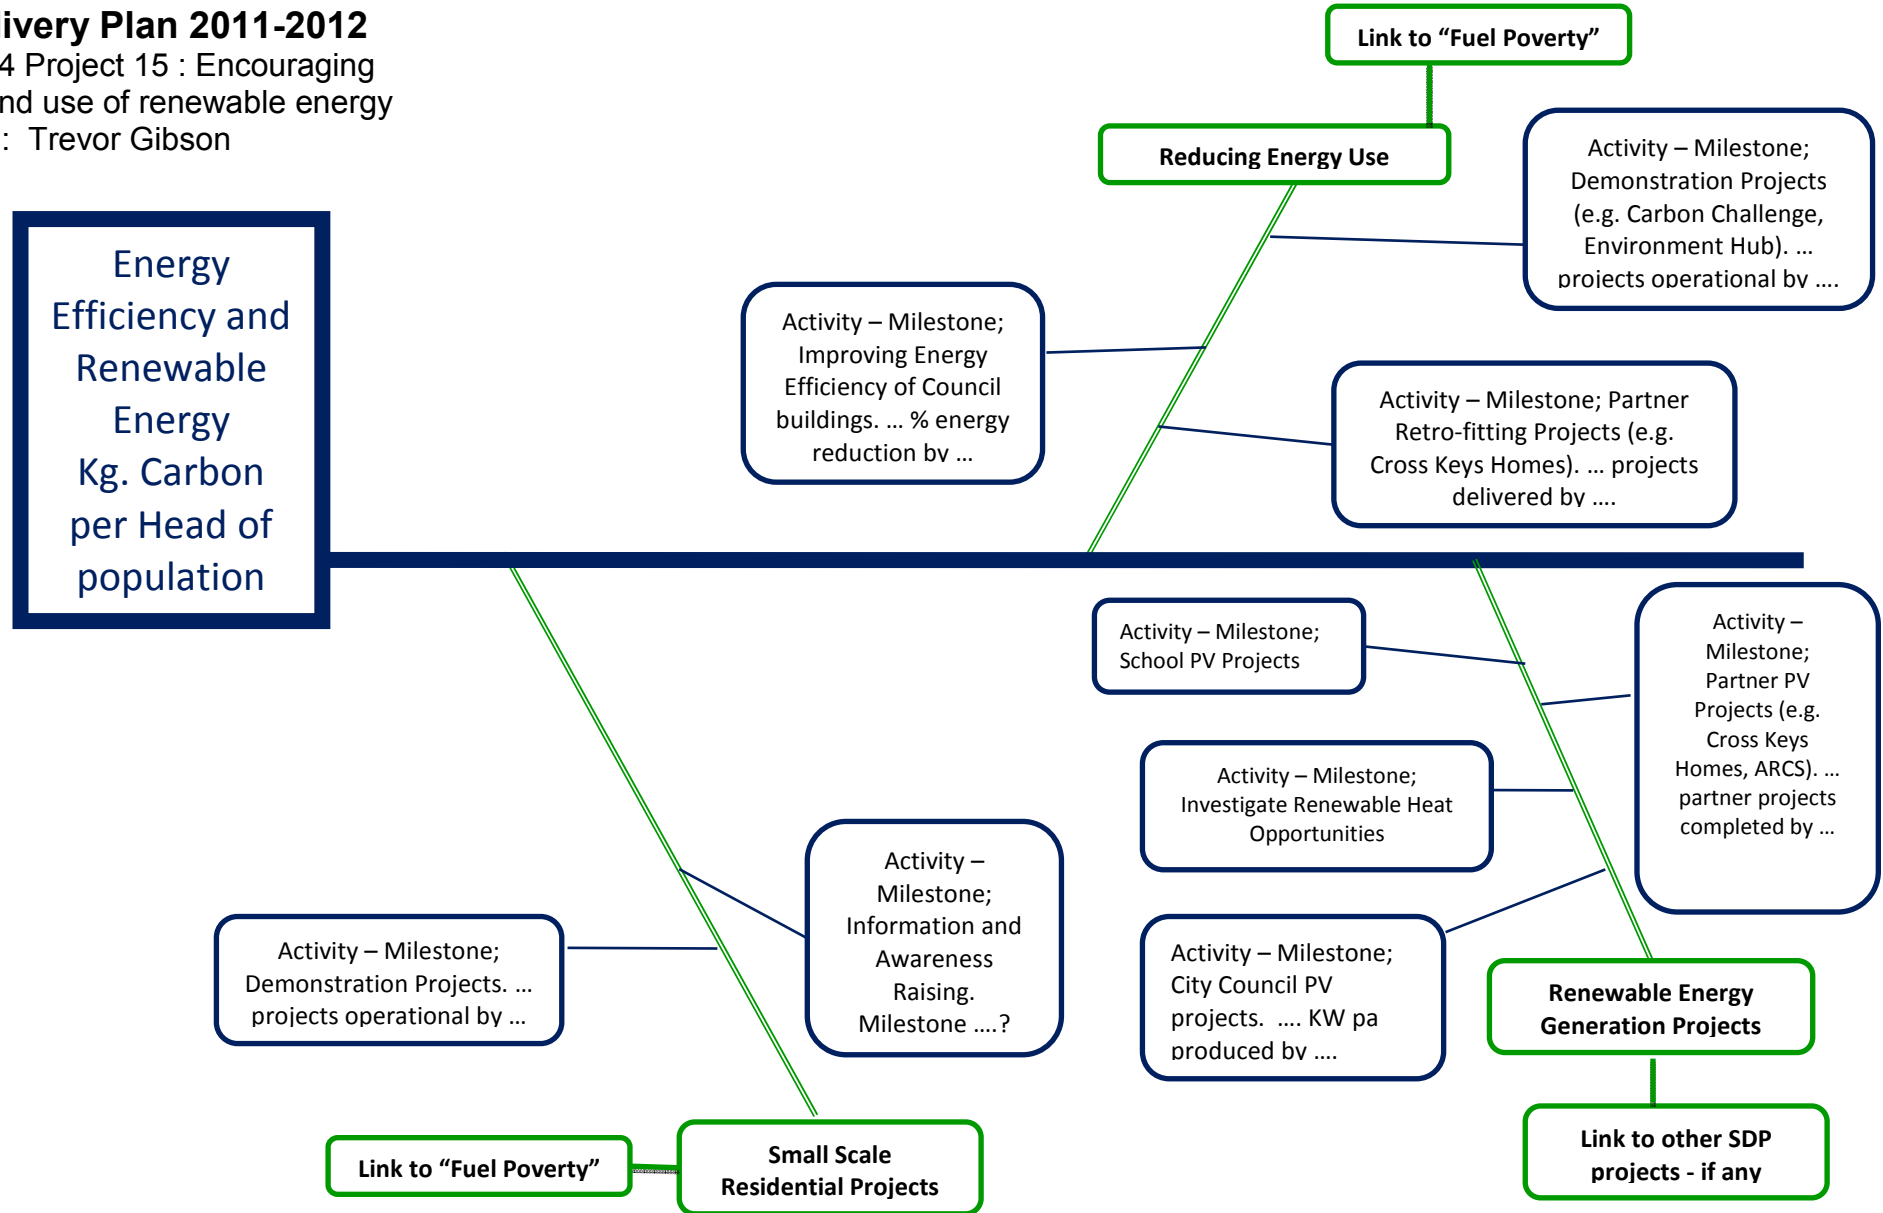 livery Plan 2011-2012
4 Project 15 : Encouraging
nd use of renewable energy
: Trevor Gibson
Link to “Fuel Poverty”
Reducing Energy Use
Activity – Milestone;
Demonstration Projects
(e.g. Carbon Challenge,
Environment Hub). ...
projects operational by ....
Energy
Efficiency and
Renewable
Energy
Kg. Carbon
per Head of
population
Activity – Milestone;
Improving Energy
Efficiency of Council
buildings. ... % energy
reduction by ...
Activity – Milestone; Partner
Retro-fitting Projects (e.g.
Cross Keys Homes). ... projects
delivered by ....
Activity – Milestone;
School PV Projects
Activity –
Milestone;
Partner PV
Projects (e.g.
Cross Keys
Homes, ARCS). ...
partner projects
completed by ...
Activity – Milestone;
Investigate Renewable Heat
Opportunities
Activity –
Milestone;
Information and
Awareness
Raising.
Milestone ....?
Activity – Milestone;
Demonstration Projects. ...
projects operational by ...
Activity – Milestone;
City Council PV
projects. .... KW pa
produced by ....
Renewable Energy
Generation Projects
Link to other SDP
projects - if any
Link to “Fuel Poverty”
Small Scale
Residential Projects